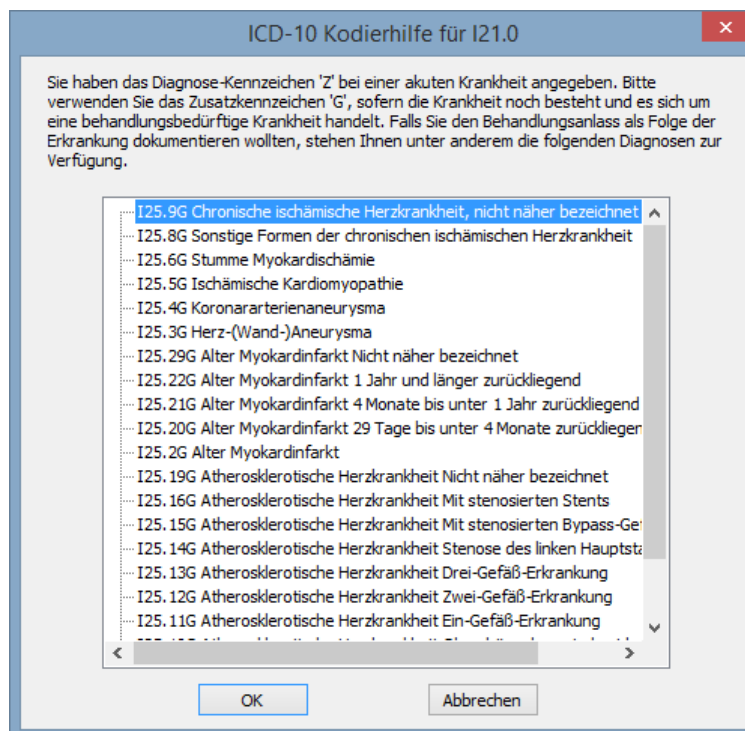 ICD-10 Kodierhilfe für I21.0
Sie haben das Diagnose-Kennzeichen 'Z' bei einer akuten Krankheit angegeben. Bitte
verwenden Sie das Zusatzkennzeichen 'G', sofern die Krankheit noch besteht und es sich um
eine behandlungsbedürftige Krankheit handelt. Falls Sie den Behandlungsanlass als Folge der
Erkrankung dokumentieren wollten, stehen Ihnen unter anderem die folgenden Diagnosen zur
Verfügung.
I25.9G Chronische ischämische Herzkrankheit, nicht näher bezeichnet
I25.8G Sonstige Formen der chronischen ischämischen Herzkrankheit
I25.6G Stumme Myokardischämie
I25.5G Ischämische Kardiomyopathie
I25.4G Koronararterienaneurysma
I25.3G Herz-(Wand-)Aneurysma
I25.29G Alter Myokardinfarkt Nicht näher bezeichnet
I25.22G Alter Myokardinfarkt 1 Jahr und länger zurückliegend
I25.21G Alter Myokardinfarkt 4 Monate bis unter 1 Jahr zurückliegend
I25.20G Alter Myokardinfarkt 29 Tage bis unter 4 Monate zurückliegen
I25.2G Alter Myokardinfarkt
I25.19G Atherosklerotische Herzkrankheit Nicht näher bezeichnet
I25.16G Atherosklerotische Herzkrankheit Mit stenosierten Stents
I25.15G Atherosklerotische Herzkrankheit Mit stenosierten Bypass-Ge
I25.14G Atherosklerotische Herzkrankheit Stenose des linken Hauptsta
I25.13G Atherosklerotische Herzkrankheit Drei-Gefäß-Erkrankung
I25.12G Atherosklerotische Herzkrankheit Zwei-Gefäß-Erkrankung
I25.11G Atherosklerotische Herzkrankheit Ein-Gefäß-Erkrankung
OK
Abbrechen